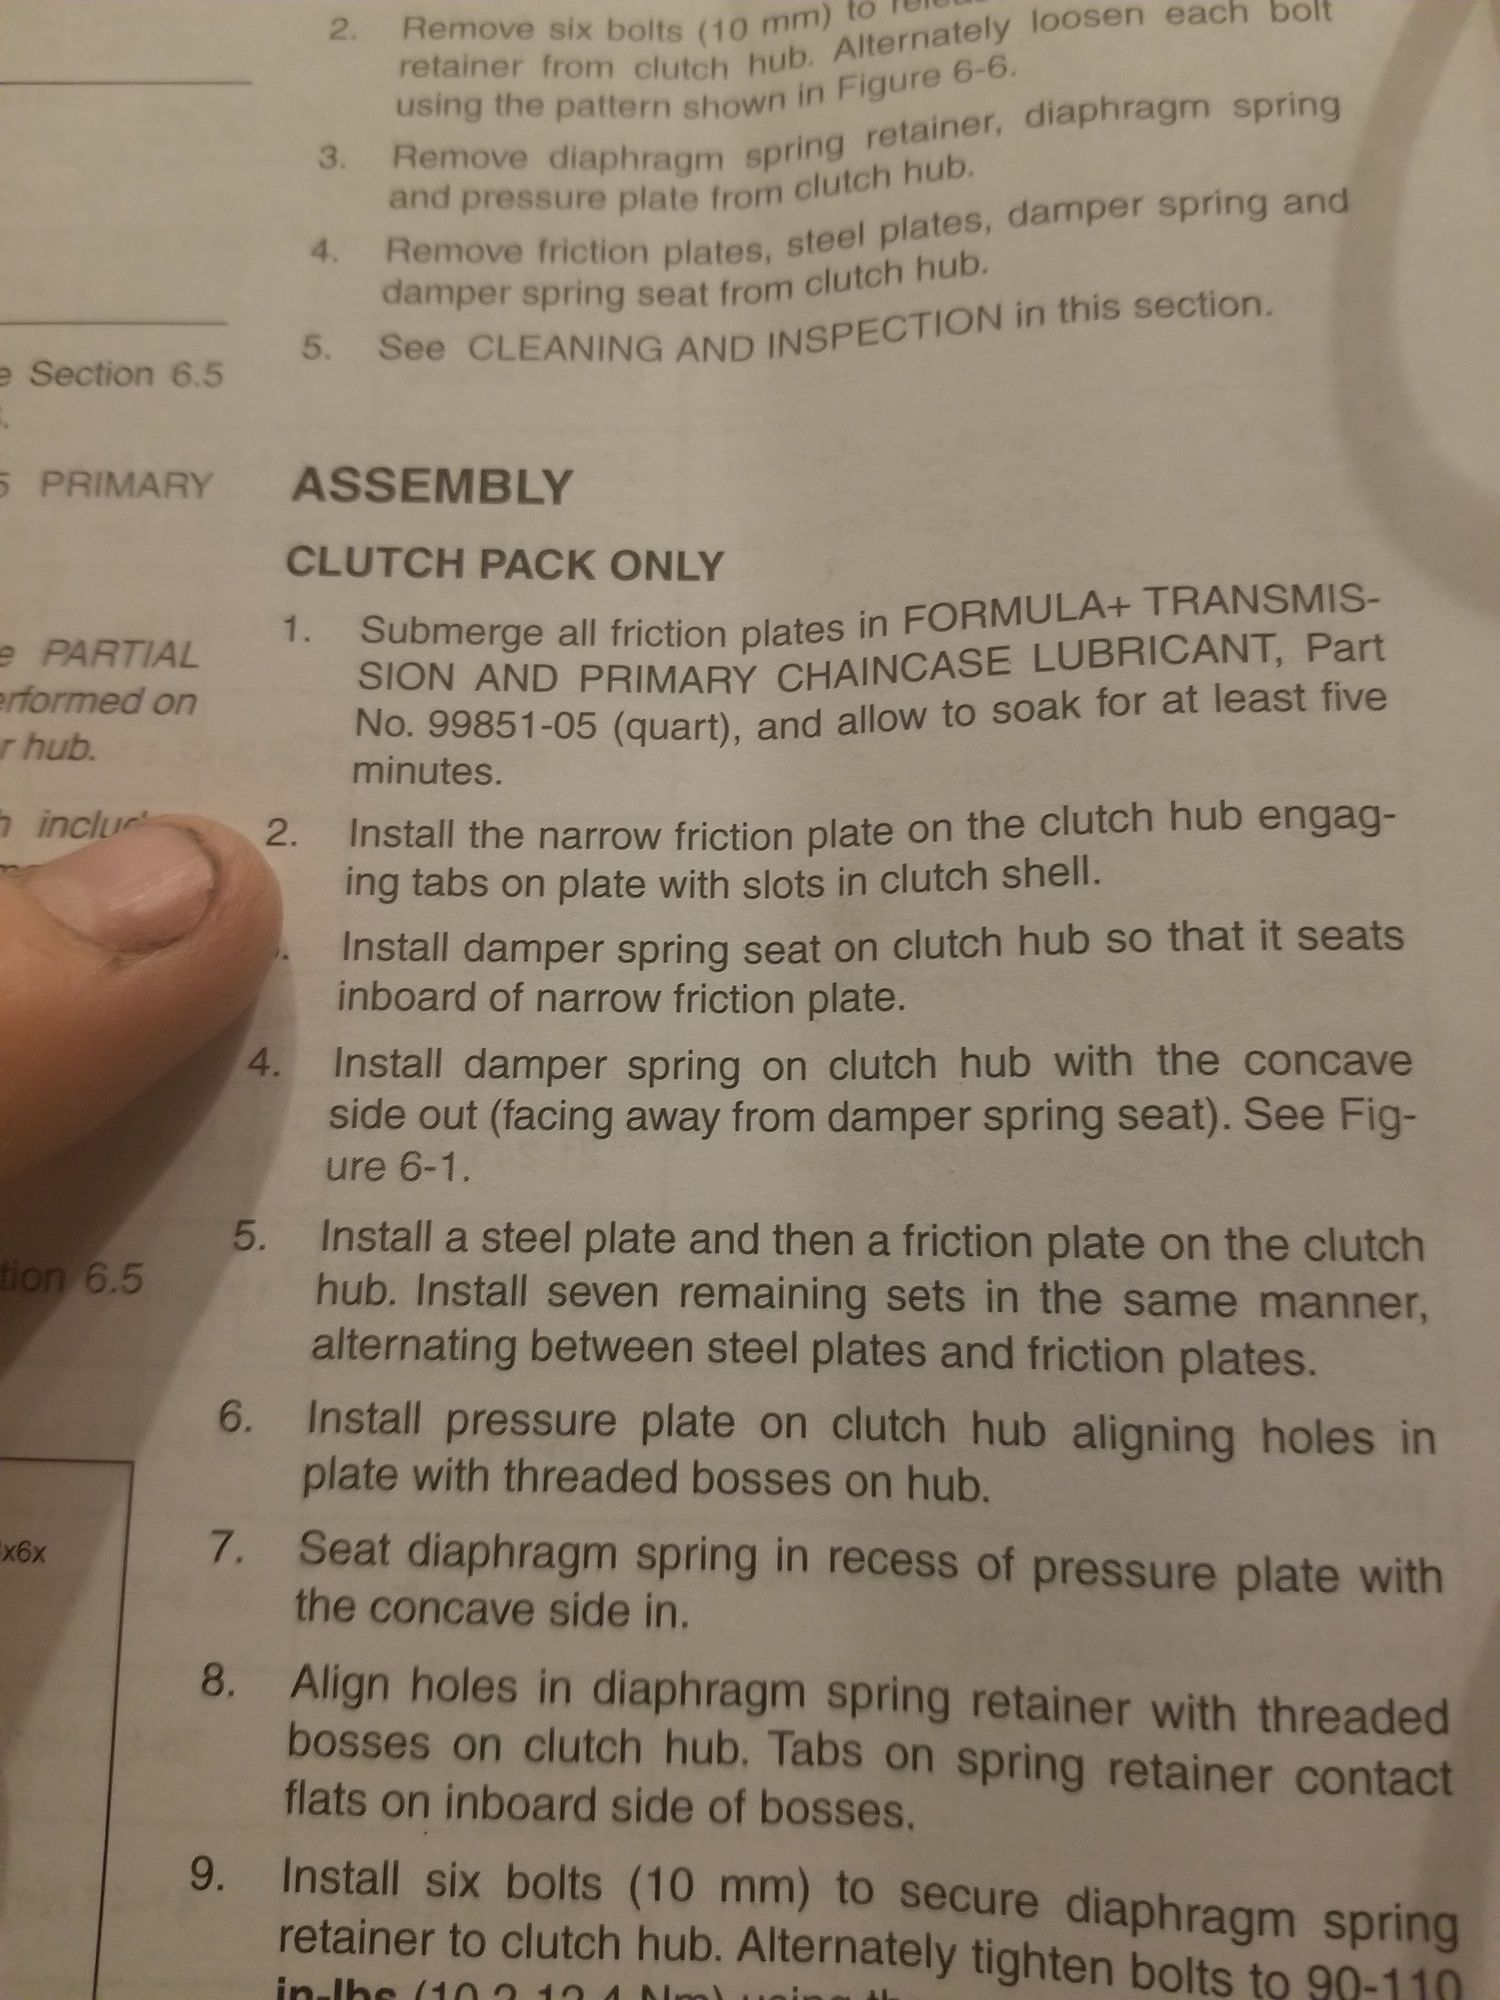 2. Remove six bolts (10 mm) to
retainer from clutch hub. Alternately loosen each bolt
using the pattern shown in Figure 6-6.
3. Remove diaphragm spring retainer, diaphragm spring
and pressure plate from clutch hub.
4. Remove friction plates, steel plates, damper spring and
damper spring seat from clutch hub.
5. See CLEANING AND INSPECTION in this section.
Section 6.5
PRIMARY
PARTIAL
on
hub.
tion 6.5
x6x
ASSEMBLY
CLUTCH PACK ONLY
1. Submerge all friction plates in FORMULA+ TRANSMIS-
SION AND PRIMARY CHAINCASE LUBRICANT, Part
No. 99851-05 (quart), and allow to soak for at least five
minutes.
2. Install the narrow friction plate on the clutch hub engag-
ing tabs on plate with slots in clutch shell.
Install damper spring seat on clutch hub so that it seats
inboard of narrow friction plate.
4. Install damper spring on clutch hub with the concave
side out (facing away from damper spring seat). See Fig-
ure 6-1.
5. Install a steel plate and then a friction plate on the clutch
hub. Install seven remaining sets in the same manner,
alternating between steel plates and friction plates.
6. Install pressure plate on clutch hub aligning holes in
plate with threaded bosses on hub.
7. Seat diaphragm spring in recess of pressure plate with
the concave side in.
8. Align holes in diaphragm spring retainer with threaded
bosses on clutch hub. Tabs on spring retainer contact
flats on inboard side of bosses.
9. Install six bolts (10 mm) to secure diaphragm spring
retainer to clutch hub. Alternately tighten bolts to 90-110
in-lbs (10.2-12.4 Nm) using